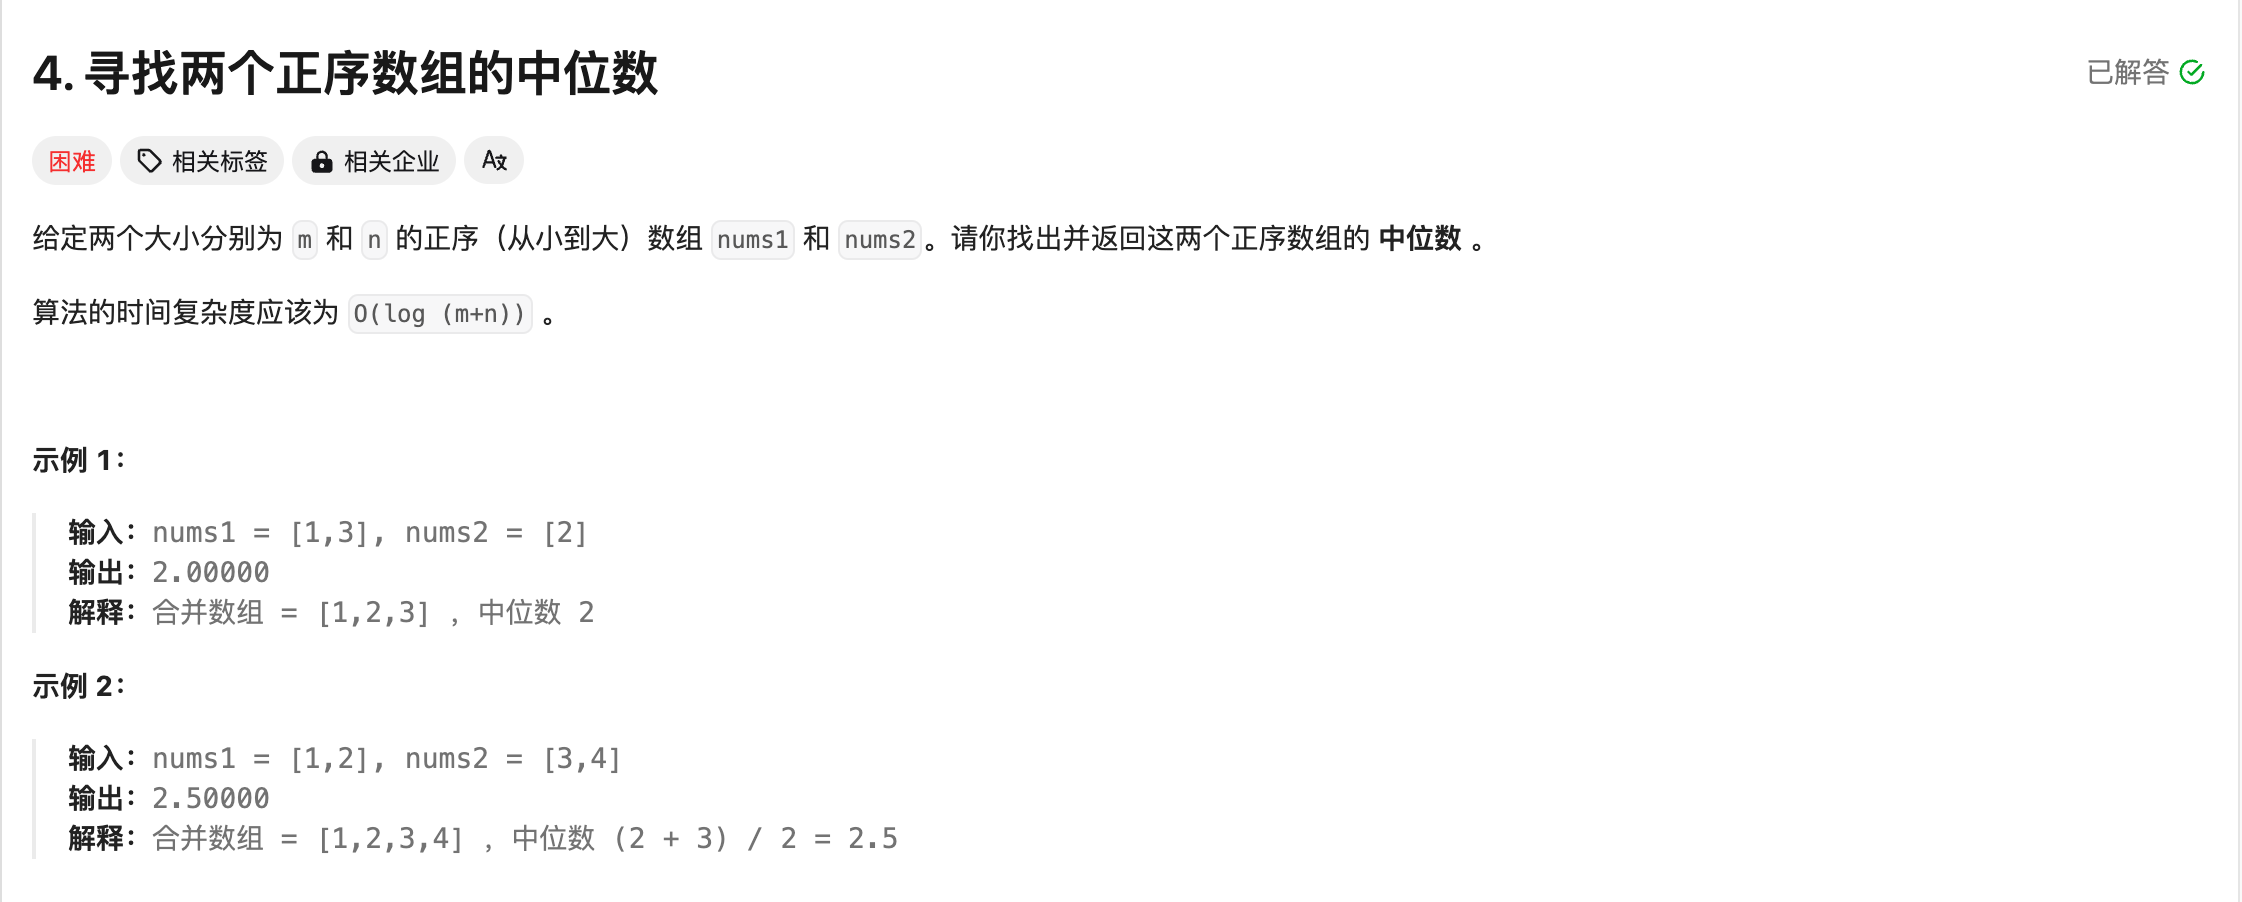 4. 寻找两个正序数组的中位数
已解答
困难 相关标签 相关企业 A文
给定两个大小分别为 m 和 n 的正序（从小到大）数组 nums1 和 nums2。请你找出并返回这两个正序数组的 中位数 。
算法的时间复杂度应该为 O(log (m+n)) 。
示例 1：
输入：nums1 = [1,3], nums2 = [2]
输出：2.00000
解释：合并数组 = [1,2,3] ，中位数 2
示例 2：
输入：nums1 = [1,2], nums2 = [3,4]
输出：2.50000
解释：合并数组 = [1,2,3,4] ，中位数 (2 + 3) / 2 = 2.5